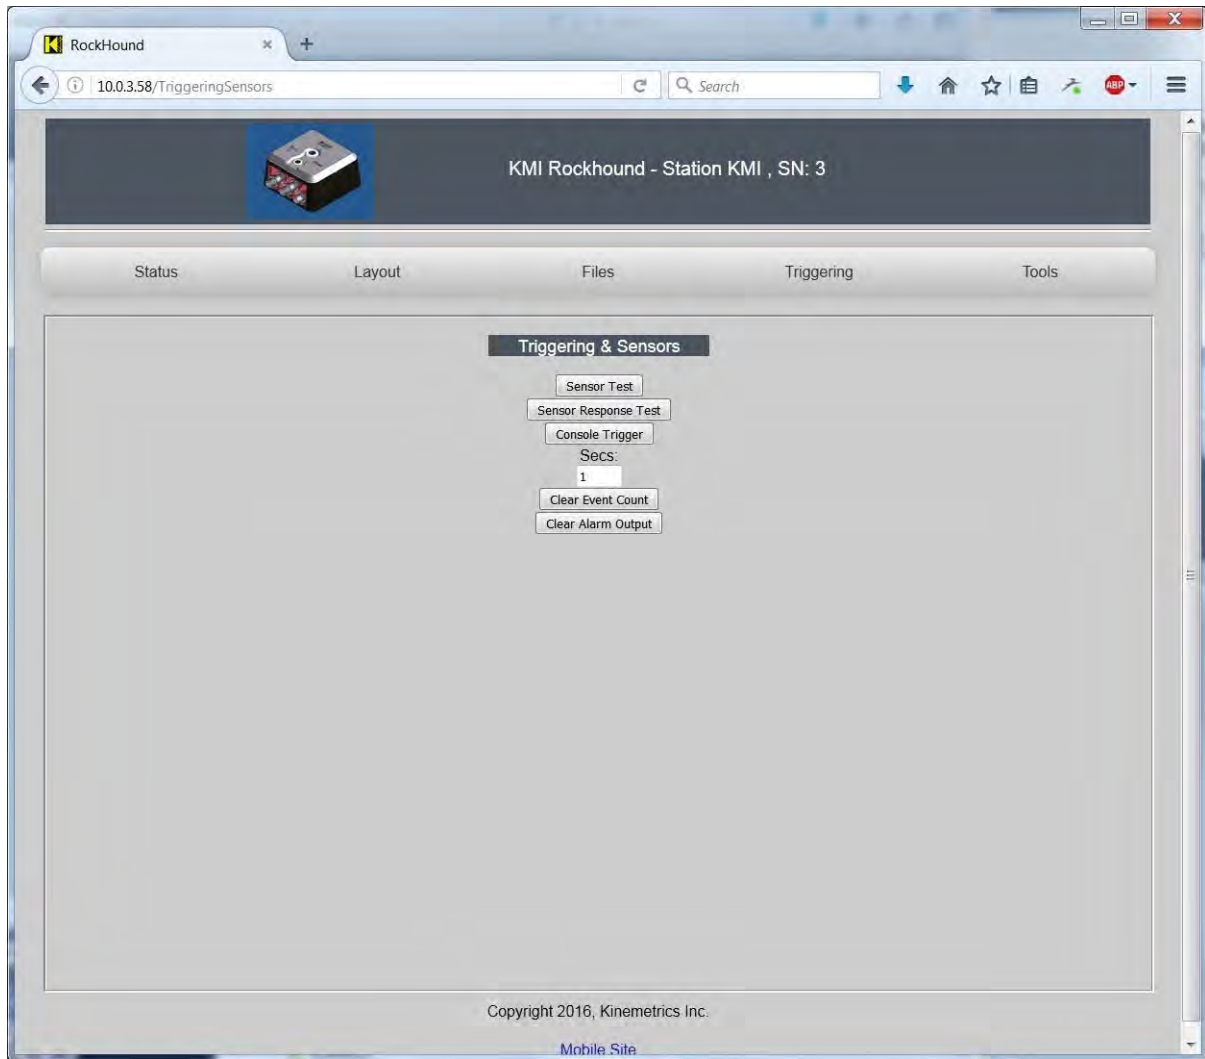 RockHound
10.0.3.58/TriggeringSensors
Search
ABP
KMI Rockhound - Station KMI , SN: 3
Status Layout Files Triggering Tools
Triggering & Sensors
Sensor Test
Sensor Response Test
Console Trigger
Secs:
1
Clear Event Count
Clear Alarm Output
Copyright 2016, Kinemetrics Inc.
Mobile Site